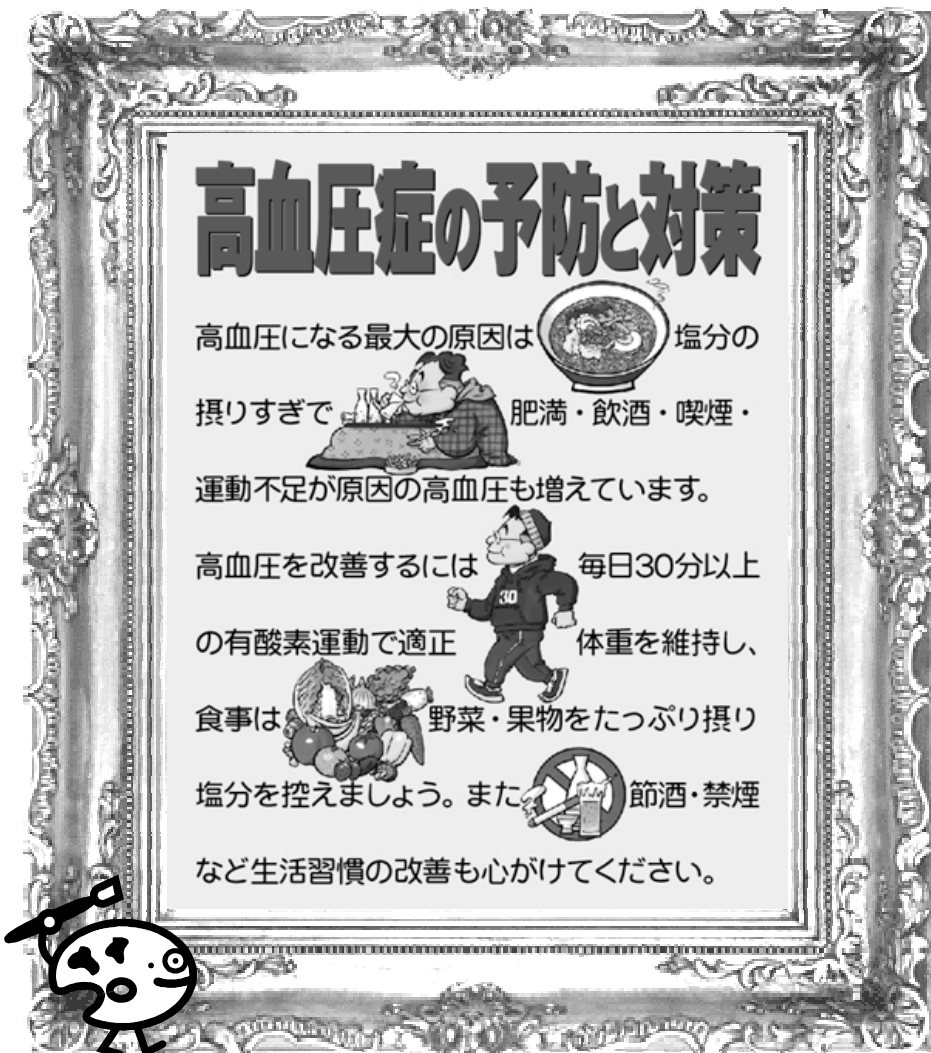 高血圧症の予防と対策
高血圧になる最大の原因は塩分の
摂りすぎで肥満・飲酒・喫煙・
運動不足が原因の高血圧も増えています。
高血圧を改善するには毎日30分以上
の有酸素運動で適正体重を維持し、
食事は野菜・果物をたっぷり摂り
塩分を控えましょう。また節酒・禁煙
など生活習慣の改善も心がけてください。
30